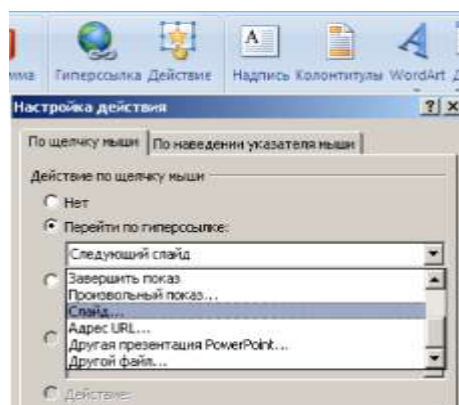 мма Гиперссылка Действие Надпись Колонтитулы WordArt
Настройка действия
По щелчку мыши По наведении указателя мыши
Действие по щелчку мыши
Нет
Перейти по гиперссылке:
Следующий слайд
Завершить показ
Произвольный показ...
Слайд...
Адрес URL...
Другая презентация PowerPoint...
Другой файл...
Действие: